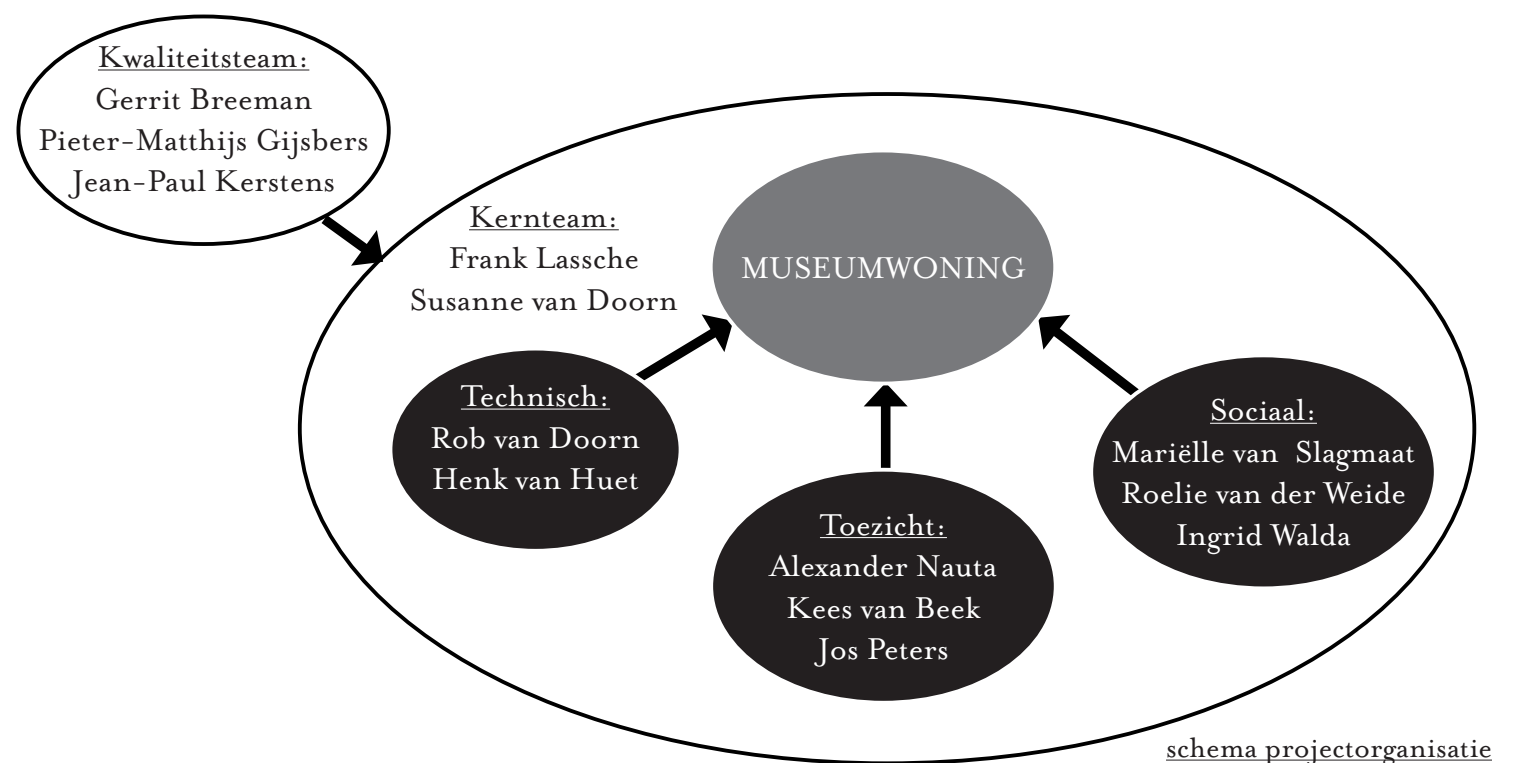 Kwaliteitsteam:
Gerrit Breeman
Pieter-Matthijs Gijsbers
Jean-Paul Kerstens
Kernteam:
Frank Lassche
Susanne van Doorn
MUSEUMWONING
Technisch:
Rob van Doorn
Henk van Huet
Toezicht:
Alexander Nauta
Kees van Beek
Jos Peters
Sociaal:
Mariëlle van Slagmaat
Roelie van der Weide
Ingrid Walda
schema projectorganisatie